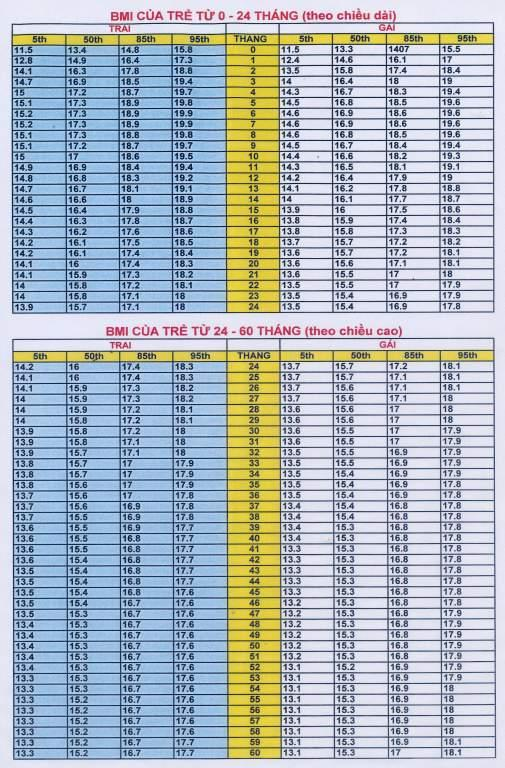 BMI CỦA TRẺ TỪ 0 - 24 THÁNG (theo chiều dài)
TRAI GÁI
5th 50th 85th 95th THANG 5th 50th 85th 95th
11.5 13.4 14.8 15.8 0 11.5 13.3 1407 15.5
12.8 14.9 16.4 17.3 1 12.4 14.6 16.1 17
14.1 16.3 17.8 18.8 2 13.5 15.8 17.4 18.4
14.7 16.9 18.5 19.4 3 14 16.4 18 19
15 17.2 18.7 19.7 4 14.3 16.7 18.3 19.4
15.1 17.3 18.9 19.8 5 14.5 16.8 18.5 19.6
15.2 17.3 18.9 19.9 6 14.6 16.9 18.6 19.6
15.2 17.3 18.9 19.9 7 14.6 16.9 18.6 19.6
15.1 17.3 18.8 19.8 8 14.6 16.8 18.5 19.6
15.1 17.2 18.7 19.7 9 14.5 16.7 18.4 19.4
15 17 18.6 19.5 10 14.4 16.6 18.2 19.3
14.9 16.9 18.4 19.4 11 14.3 16.5 18.1 19.1
14.8 16.8 18.3 19.2 12 14.2 16.4 17.9 19
14.7 16.7 18.1 19.1 13 14.1 16.2 17.8 18.8
14.6 16.6 18 18.9 14 14 16.1 17.7 18.7
14.5 16.4 17.9 18.8 15 13.9 16 17.5 18.6
14.4 16.3 17.8 18.7 16 13.8 15.9 17.4 18.4
14.3 16.2 17.6 18.6 17 13.8 15.8 17.3 18.3
14.2 16.1 17.5 18.5 18 13.7 15.7 17.2 18.2
14.2 16.1 17.4 18.4 19 13.6 15.7 17.2 18.1
14.1 16 17.4 18.3 20 13.6 15.6 17.1 18.1
14.1 15.9 17.3 18.2 21 13.6 15.5 17 18
14 15.8 17.2 18.1 22 13.5 15.5 17 17.9
14 15.8 17.1 18 23 13.5 15.4 16.9 17.9
13.9 15.7 17.1 18 24 13.5 15.4 16.9 17.8
BMI CỦA TRẺ TỪ 24 - 60 THÁNG (theo chiều cao)
TRAI GÁI
5th 50th 85th 95th THANG 5th 50th 85th 95th
14.2 16 17.4 18.3 24 13.7 15.7 17.2 18.1
14.1 16 17.4 18.3 25 13.7 15.7 17.1 18.1
14.1 15.9 17.3 18.2 26 13.7 15.6 17.1 18.1
14 15.9 17.3 18.2 27 13.7 15.6 17.1 18
14 15.9 17.2 18.1 28 13.6 15.6 17 18
14 15.8 17.2 18.1 29 13.6 15.6 17 18
13.9 15.8 17.2 18 30 13.6 15.5 17 17.9
13.9 15.8 17.1 18 31 13.6 15.5 17 17.9
13.9 15.7 17.1 18 32 13.5 15.5 16.9 17.9
13.8 15.7 17 17.9 33 13.5 15.5 16.9 17.9
13.8 15.7 17 17.9 34 13.5 15.4 16.9 17.9
13.8 15.6 17 17.9 35 13.5 15.4 16.9 17.8
13.7 15.6 17 17.8 36 13.5 15.4 16.9 17.8
13.7 15.6 16.9 17.8 37 13.4 15.4 16.8 17.8
13.7 15.5 16.9 17.8 38 13.4 15.4 16.8 17.8
13.6 15.5 16.9 17.7 39 13.4 15.3 16.8 17.8
13.6 15.5 16.8 17.7 40 13.4 15.3 16.8 17.8
13.6 15.5 16.8 17.7 41 13.3 15.3 16.8 17.8
13.6 15.4 16.8 17.7 42 13.3 15.3 16.8 17.8
13.5 15.4 16.8 17.7 43 13.3 15.3 16.8 17.8
13.5 15.4 16.8 17.7 44 13.3 15.3 16.8 17.8
13.5 15.4 16.8 17.6 45 13.3 15.3 16.8 17.8
13.5 15.4 17 17.6 46 13.2 15.3 16.8 17.8
13.5 15.3 16.7 17.6 47 13.2 15.3 16.8 17.9
13.4 15.3 16.7 17.6 48 13.2 15.3 16.8 17.9
13.4 15.3 16.7 17.6 49 13.2 15.3 16.8 17.9
13.4 15.3 16.7 17.6 50 13.2 15.3 16.8 17.9
13.4 15.3 16.7 17.6 51 13.2 15.3 16.8 17.9
13.4 15.3 16.7 17.6 52 13.1 15.2 16.9 17.9
13.3 15.3 16.7 17.6 53 13.1 15.3 16.9 17.9
13.3 15.3 16.7 17.6 54 13.1 15.3 16.9 18
13.3 15.2 16.7 17.6 55 13.1 15.3 16.9 18
13.3 15.2 16.7 17.6 56 13.1 15.3 16.9 18
13.3 15.2 16.7 17.6 57 13.1 15.3 16.9 18
13.3 15.2 16.7 17.6 58 13.1 15.3 16.9 18
13.3 15.2 16.7 17.7 59 13.1 15.3 16.9 18.1
13.3 15.2 16.7 17.7 60 13.1 15.3 17 18.1